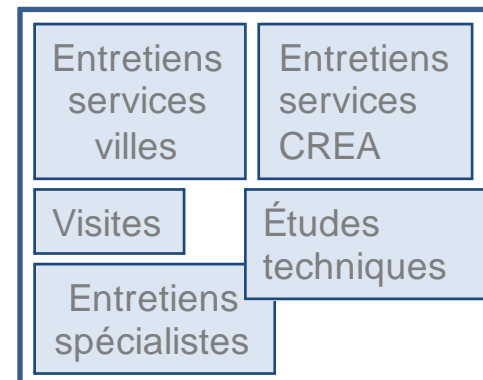 Entretiens
services
villes
Entretiens
services
CREA
Visites
Études
techniques
Entretiens
spécialistes